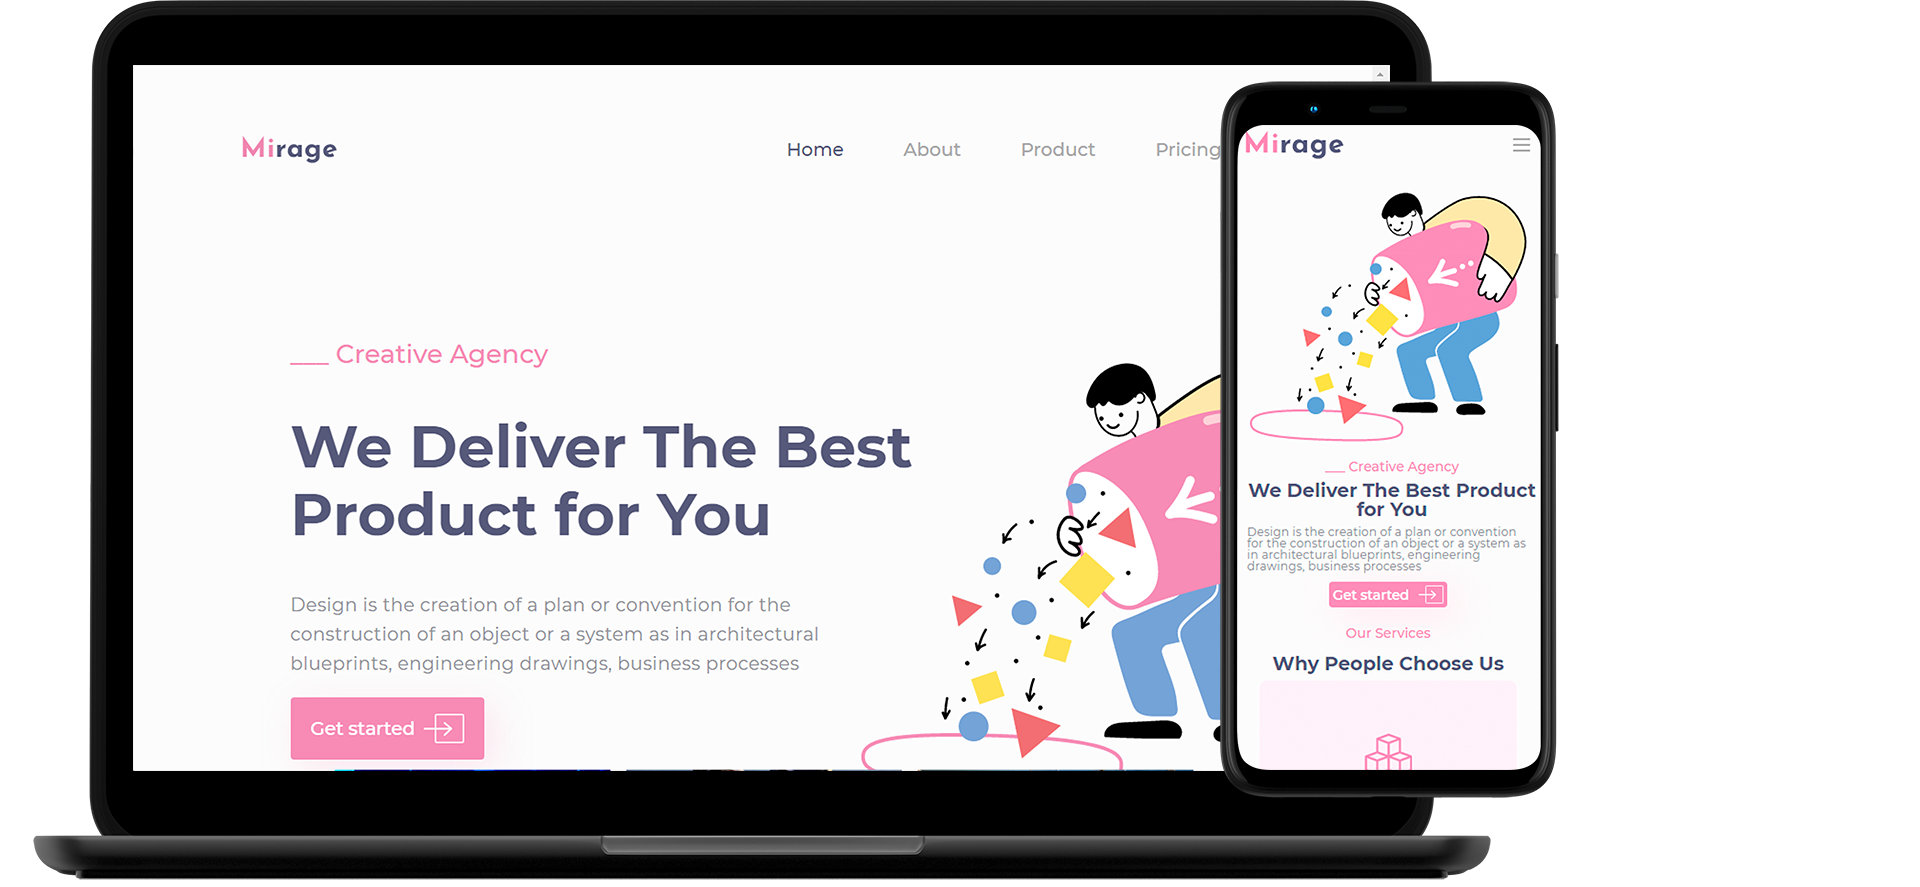 Mirage
Home About Product Pricing
___ Creative Agency
We Deliver The Best
Product for You
Design is the creation of a plan or convention for the
construction of an object or a system as in architectural
blueprints, engineering drawings, business processes
Get started
Mirage
___ Creative Agency
We Deliver The Best Product
for You
Design is the creation of a plan or convention
for the construction of an object or a system as
in architectural blueprints, engineering
drawings, business processes
Get started
Our Services
Why People Choose Us